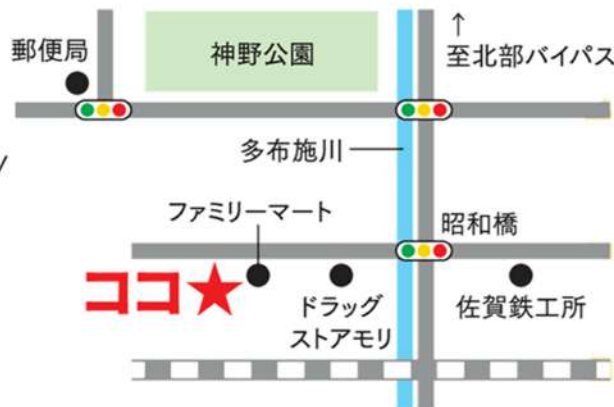 ↑
郵便局
神野公園
至北部バイパス
多布施川
ファミリーマート
昭和橋
ココ★
ドラッグ
ストアモリ
佐賀鉄工所